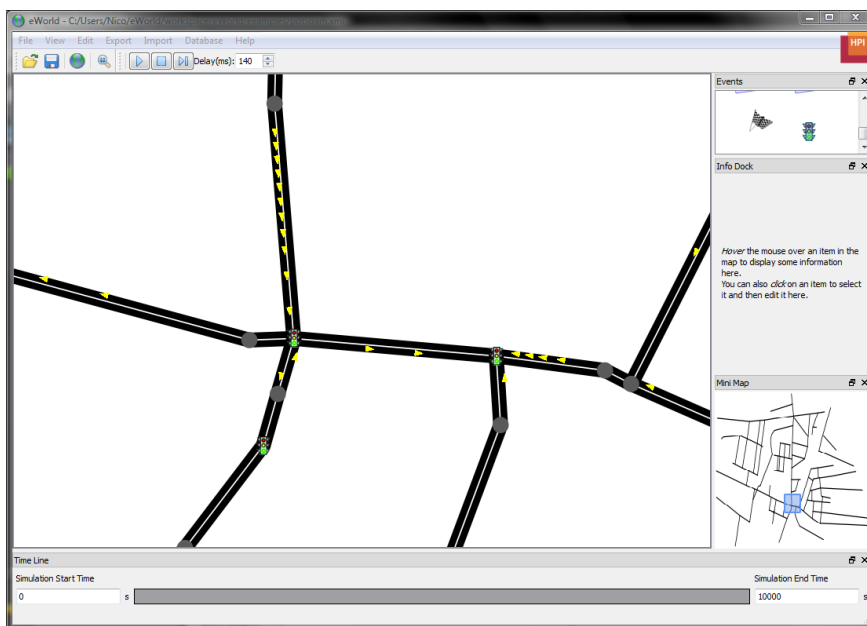 eWorld - C:/Users/Nico/eWorld/
File View Edit Export Import Database Help
HPI
Delay(ms): 140
Events
Info Dock
Hover the mouse over an item in the
map to display some information
here.
You can also click on an item to select
it and then edit it here.
Mini Map
Time Line
Simulation Start Time
Simulation End Time
0 s
10000 s